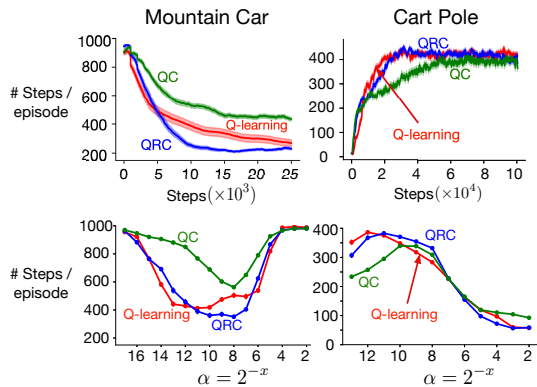 Mountain Car
Cart Pole
# Steps /
episode
1000
800
600
400
200
QC
Q-learning
QRC
0
5
10
15
20
25
Steps(×10³)
400
300
200
100
0
QRC
QC
Q-learning
0
2
4
6
8
10
Steps (×10⁴)
# Steps /
episode
1000
800
600
400
200
QC
Q-learning
QRC
16
14
12
10
8
6
4
2
α = 2⁻ˣ
400
300
200
100
0
QRC
QC
Q-learning
12
10
8
6
4
2
α = 2⁻ˣ